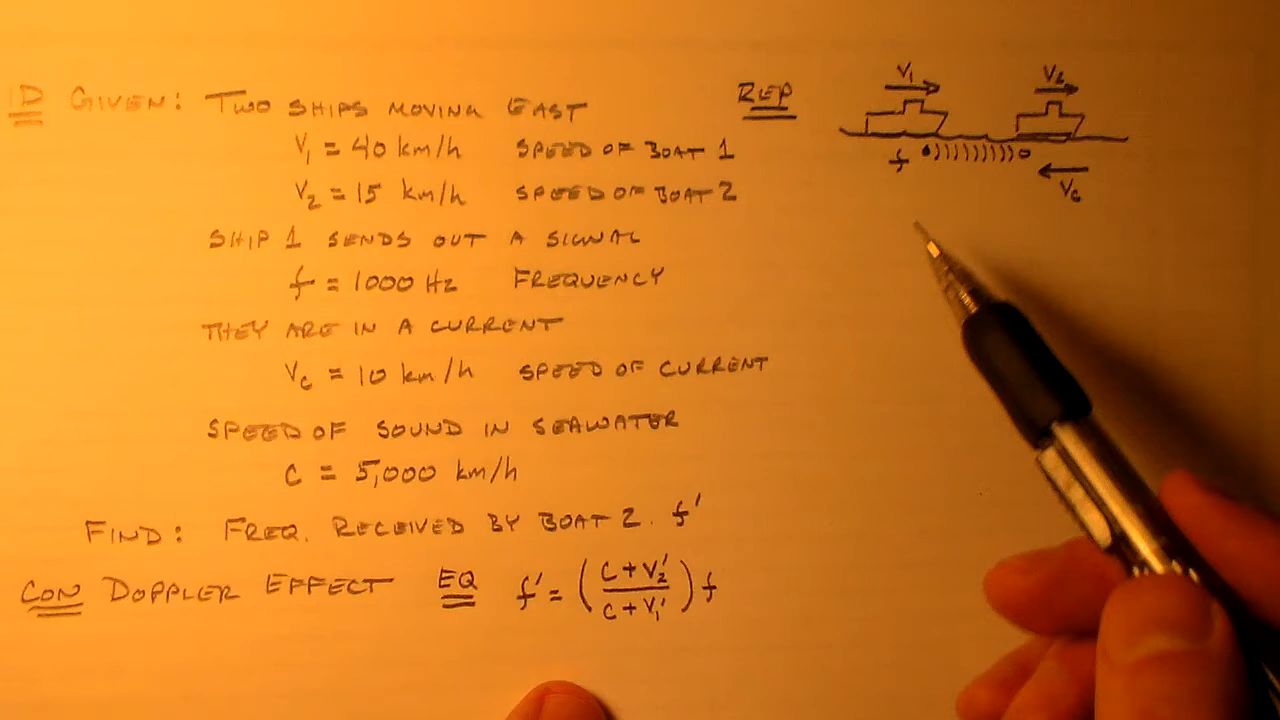 ID GIVEN: TWO SHIPS MOVING EAST
V₁ = 40 km/h SPEED OF BOAT 1
V₂ = 15 km/h SPEED OF BOAT 2
SHIP 1 SENDS OUT A SIGNAL
f = 1000 Hz FREQUENCY
THEY ARE IN A CURRENT
Vc = 10 km/h SPEED OF CURRENT
SPEED OF SOUND IN SEAWATER
C = 5,000 km/h
FIND: FREQ. RECEIVED BY BOAT 2. f'
CON DOPPLER EFFECT EQ f' = ( (C + V₂') / (C + V₁') ) f
REP
V₁ V₂
f
Vc